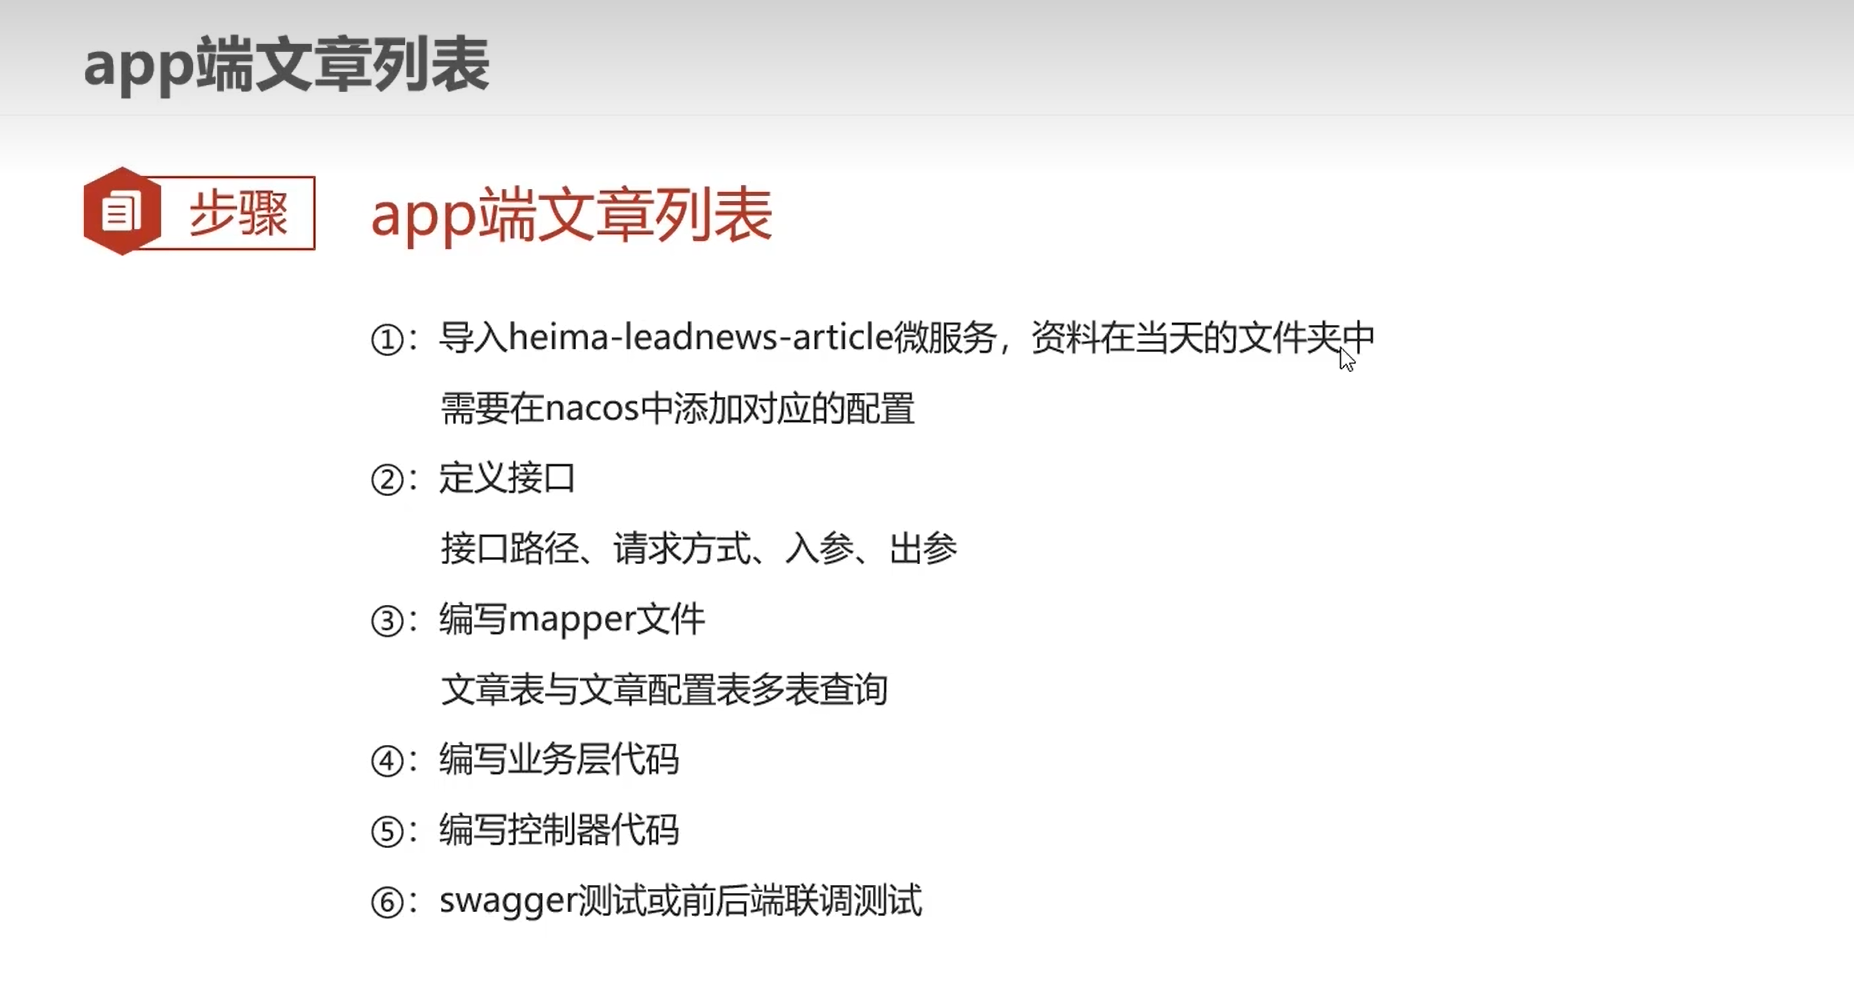 app端文章列表
步骤
app端文章列表
①：导入heima-leadnews-article微服务，资料在当天的文件夹中
需要在nacos中添加对应的配置
②：定义接口
接口路径、请求方式、入参、出参
③：编写mapper文件
文章表与文章配置表多表查询
④：编写业务层代码
⑤：编写控制器代码
⑥：swagger测试或前后端联调测试